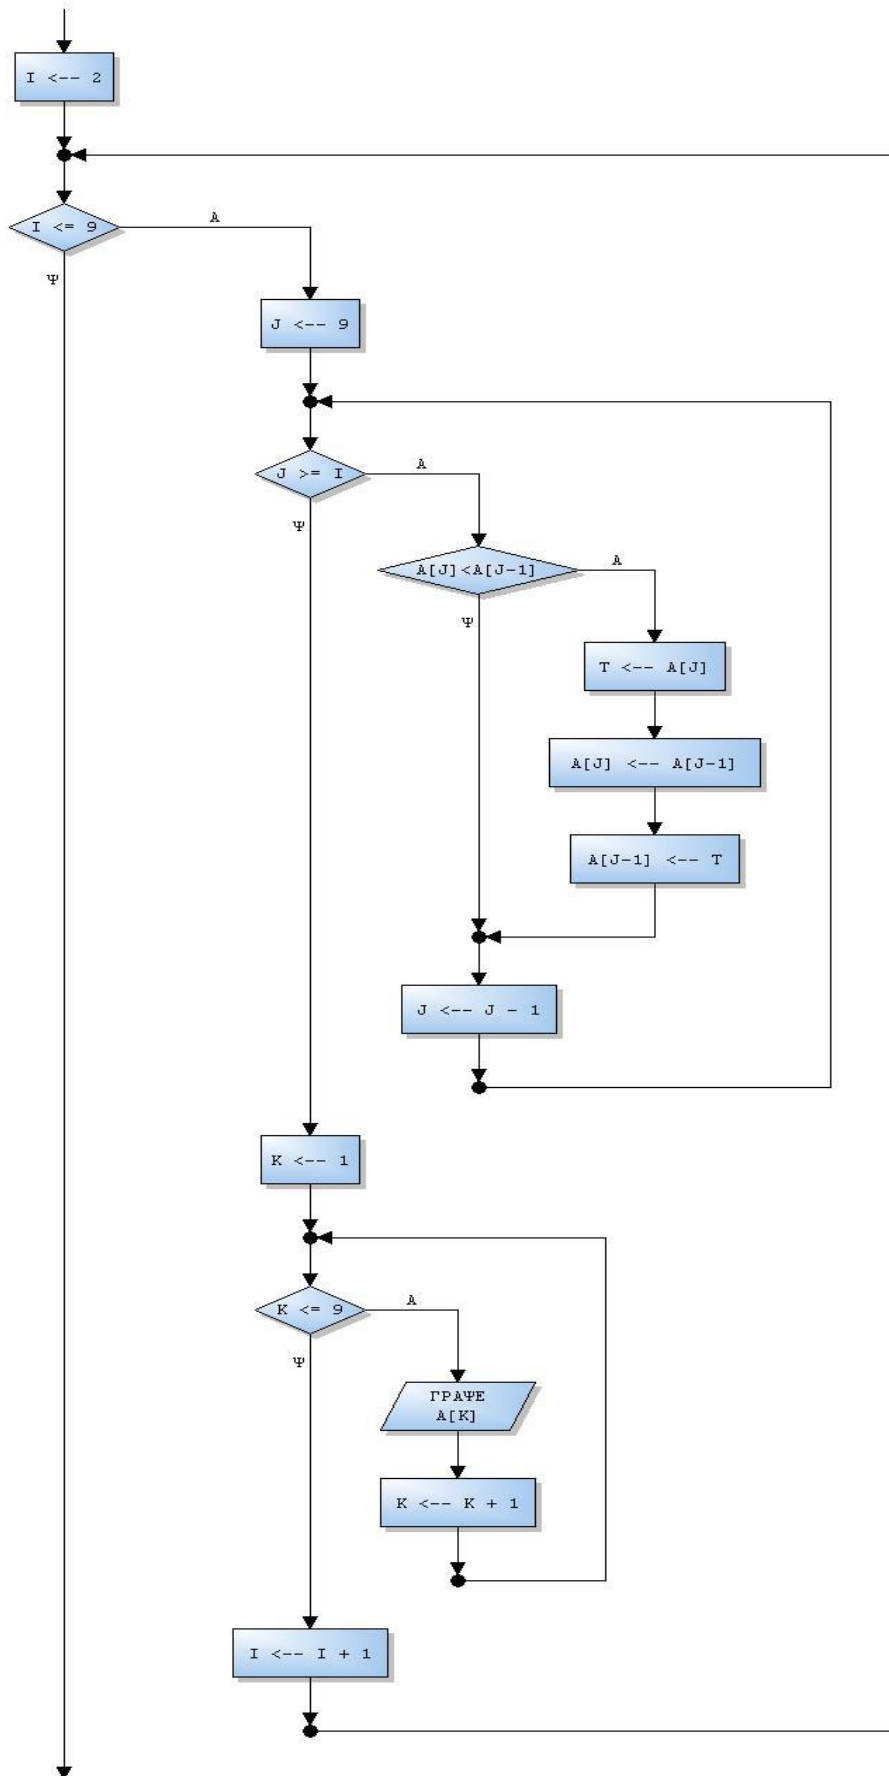 I <-- 2
I <= 9
Α
Ψ
J <-- 9
J >= I
Α
Ψ
A[J]<A[J-1]
Α
Ψ
T <-- A[J]
A[J] <-- A[J-1]
A[J-1] <-- T
J <-- J - 1
K <-- 1
K <= 9
Α
Ψ
ΓΡΑΨΕ
A[K]
K <-- K + 1
I <-- I + 1